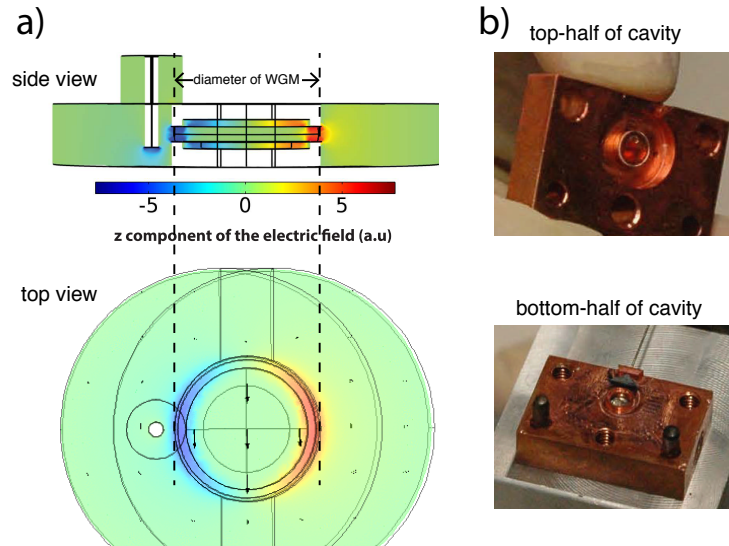 a)
b)
side view
diameter of WGM
-5 0 5
z component of the electric field (a.u)
top view
top-half of cavity
bottom-half of cavity